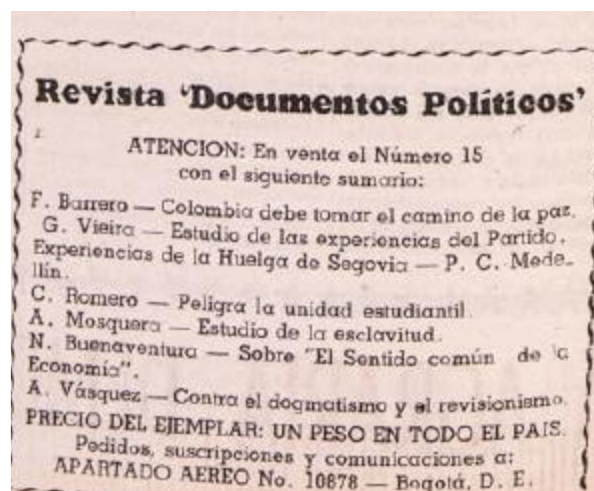 Revista 'Documentos Políticos'
ATENCION: En venta el Número 15
con el siguiente sumario:
F. Barrero — Colombia debe tomar el camino de la paz.
G. Vieira — Estudio de las experiencias del Partido.
Experiencias de la Huelga de Segovia — P. C. Mede-
llín.
C. Romero — Peligra la unidad estudiantil.
A. Mosquera — Estudio de la esclavitud.
N. Buenaventura — Sobre "El Sentido común de la
Economía".
A. Vásquez — Contra el dogmatismo y el revisionismo.
PRECIO DEL EJEMPLAR: UN PESO EN TODO EL PAIS.
Pedidos, suscripciones y comunicaciones a:
APARTADO AEREO No. 10878 — Bogotá, D. E.